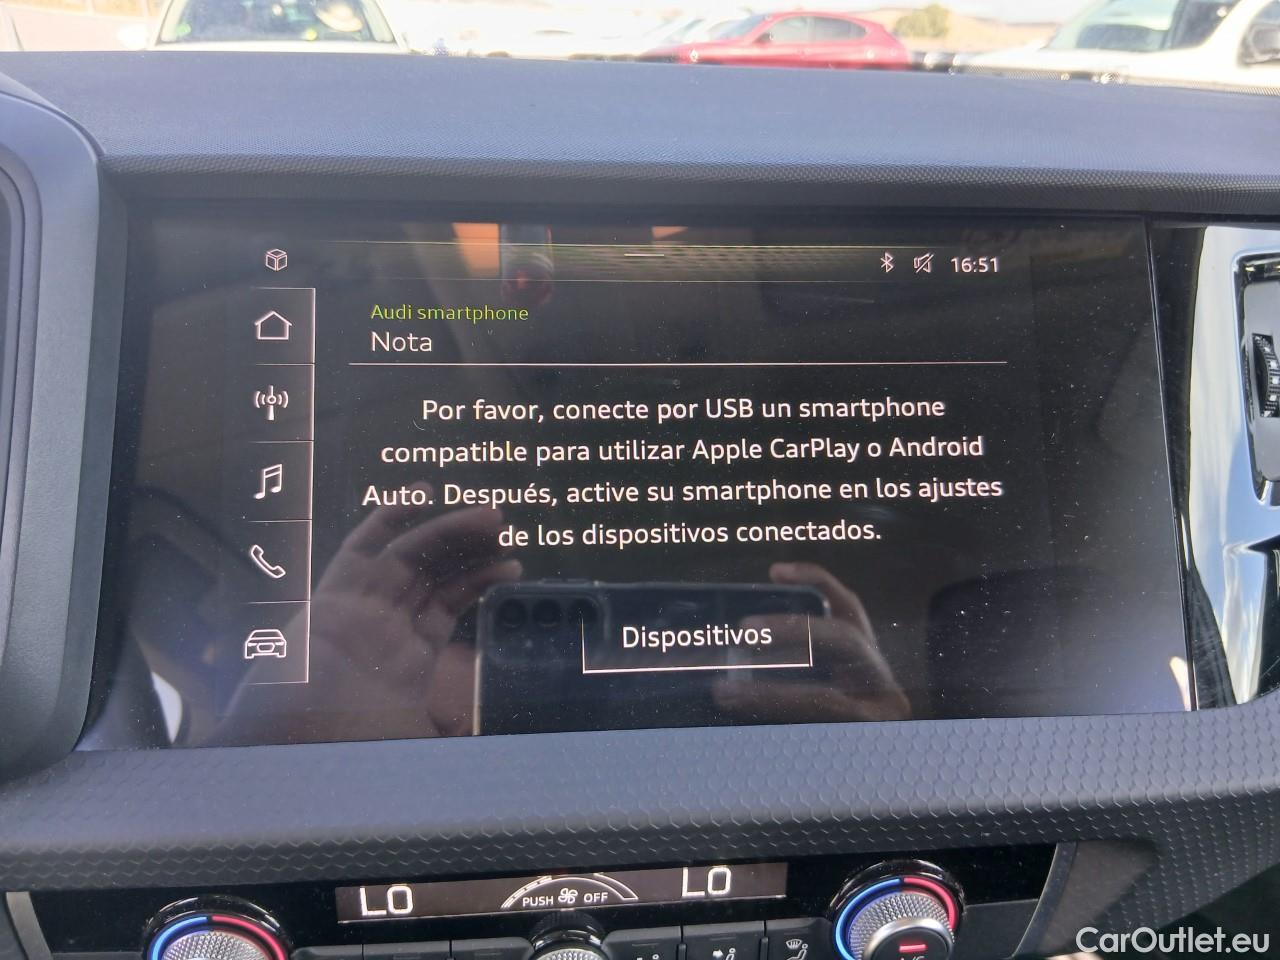 16:51
Audi smartphone
Nota
Por favor, conecte por USB un smartphone
compatible para utilizar Apple CarPlay o Android
Auto. Después, active su smartphone en los ajustes
de los dispositivos conectados.
Dispositivos
LO
PUSH OFF
LO
CarOutlet.eu